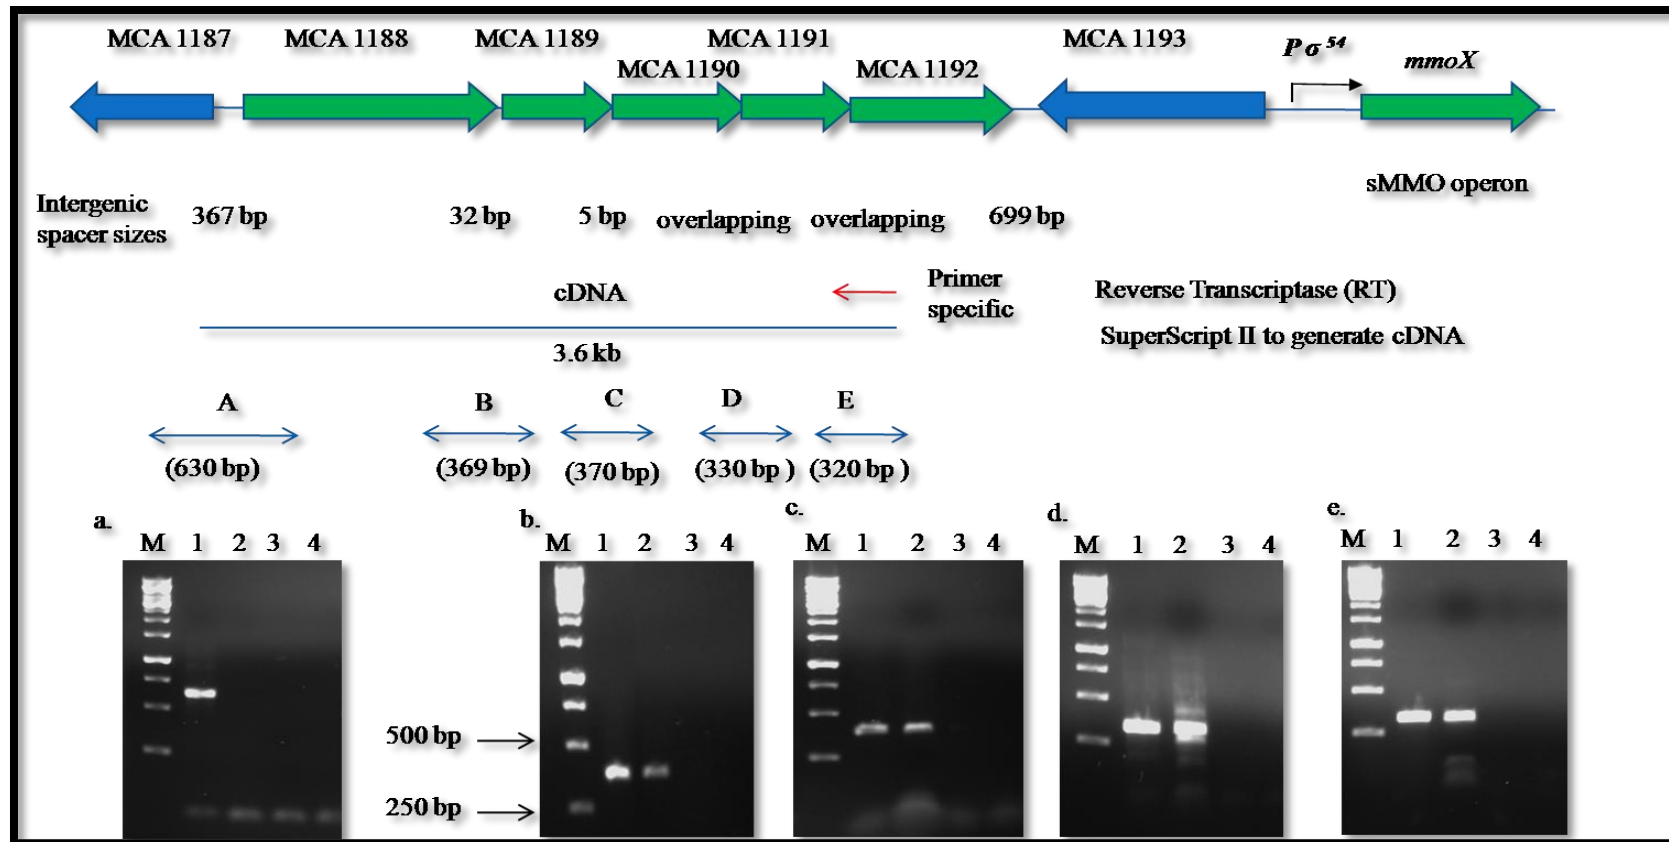 MCA 1187 MCA 1188 MCA 1189 MCA 1191 MCA 1193 P σ 54 mmoX
MCA 1190 MCA 1192
sMMO operon
Intergenic spacer sizes 367 bp 32 bp 5 bp overlapping overlapping 699 bp
cDNA
Primer specific
Reverse Transcriptase (RT)
SuperScript II to generate cDNA
3.6 kb
A B C D E
(630 bp) (369 bp) (370 bp) (330 bp ) (320 bp )
a. b. c. d. e.
M 1 2 3 4 M 1 2 3 4 M 1 2 3 4 M 1 2 3 4 M 1 2 3 4
500 bp
250 bp